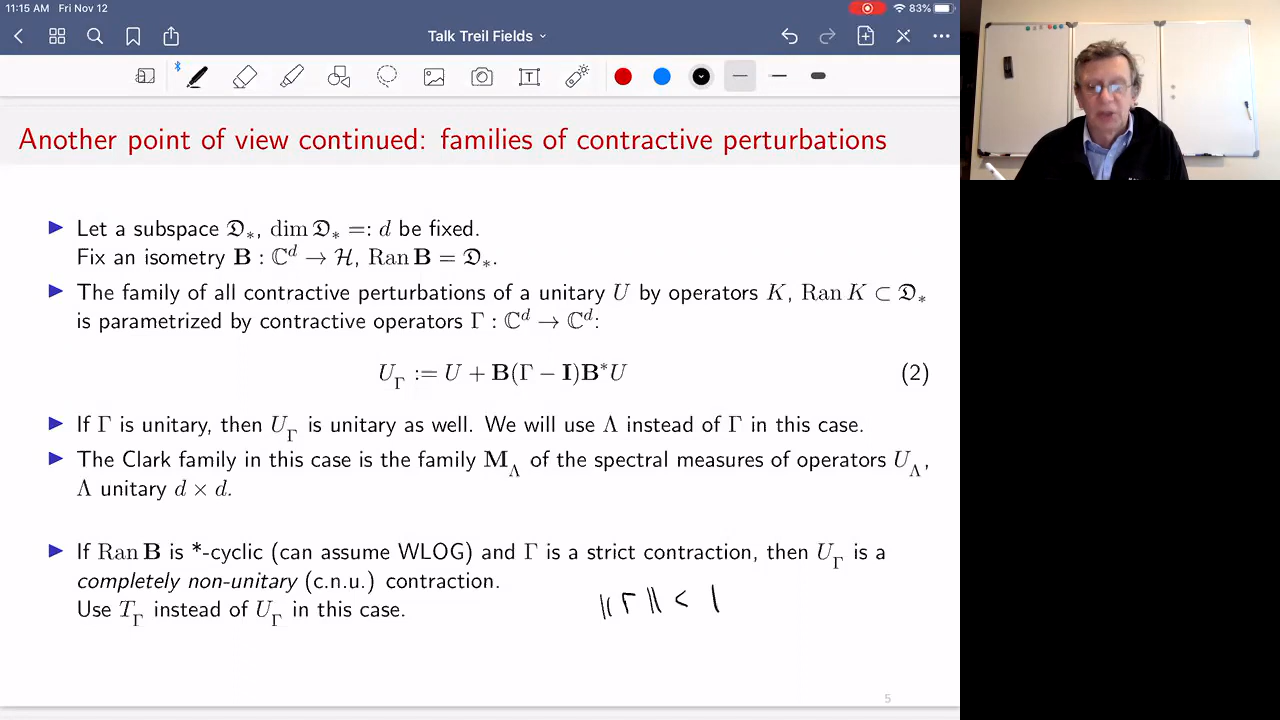 11:15 AM Fri Nov 12
83%
Talk Treil Fields
T
Another point of view continued: families of contractive perturbations
▶ Let a subspace 𝔇∗, dim 𝔇∗ =: d be fixed.
Fix an isometry B : ℂᵈ → ℋ, Ran B = 𝔇∗.
▶ The family of all contractive perturbations of a unitary U by operators K, Ran K ⊂ 𝔇∗
is parametrized by contractive operators Γ : ℂᵈ → ℂᵈ:
U_Γ := U + B(Γ − I)B*U (2)
▶ If Γ is unitary, then U_Γ is unitary as well. We will use Λ instead of Γ in this case.
▶ The Clark family in this case is the family M_Λ of the spectral measures of operators U_Λ,
Λ unitary d × d.
▶ If Ran B is *-cyclic (can assume WLOG) and Γ is a strict contraction, then U_Γ is a
completely non-unitary (c.n.u.) contraction.
Use T_Γ instead of U_Γ in this case.
‖Γ‖ < 1
5